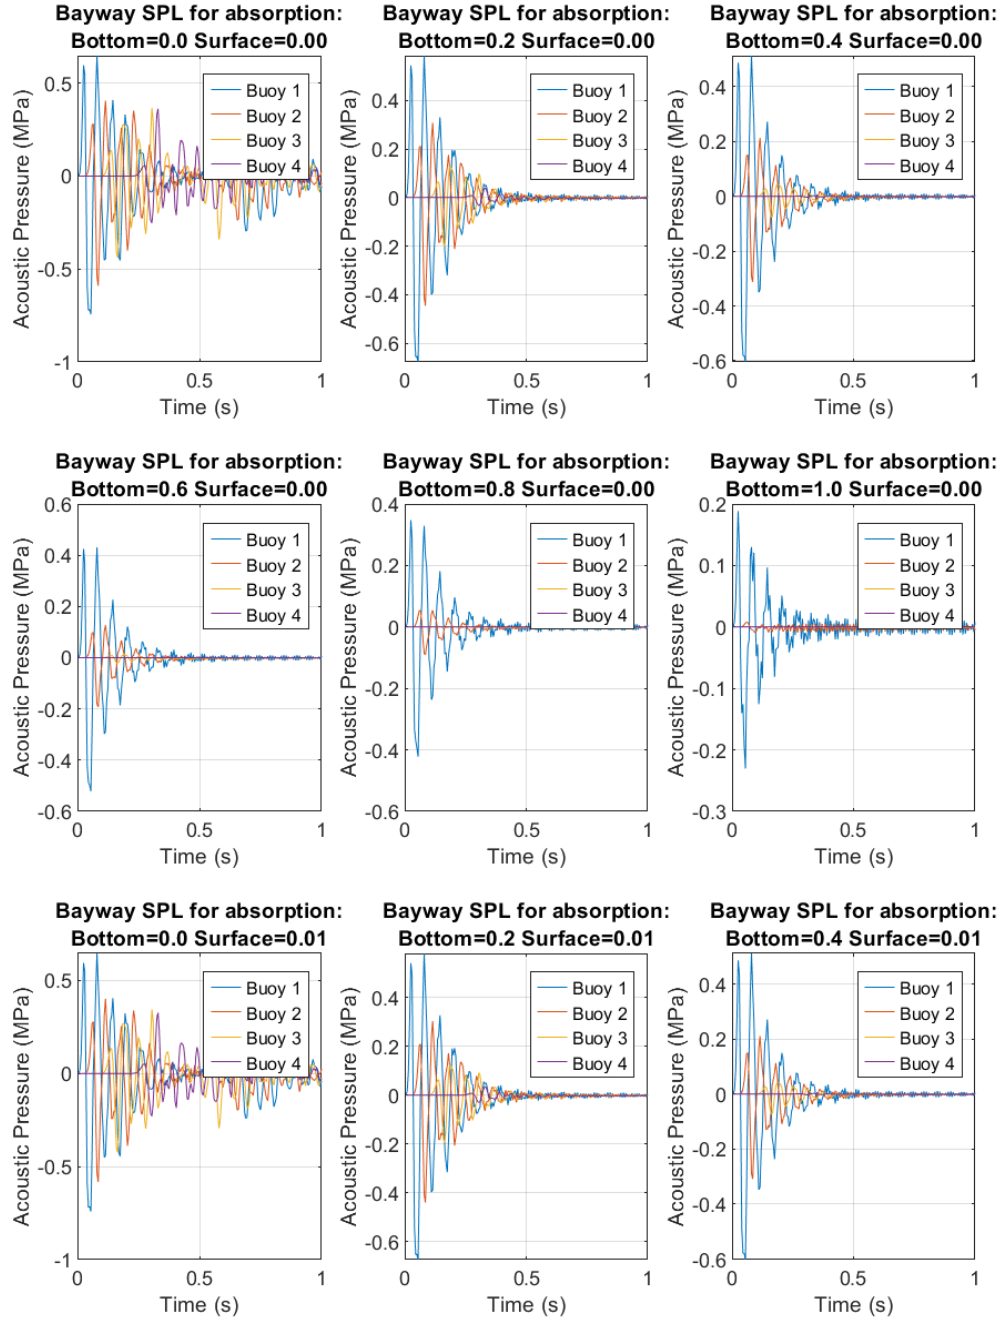 Bayway SPL for absorption:
Bottom=0.0 Surface=0.00
Acoustic Pressure (MPa)
0.5
0
-0.5
-1
Buoy 1
Buoy 2
Buoy 3
Buoy 4
0 0.5 1
Time (s)
Bayway SPL for absorption:
Bottom=0.2 Surface=0.00
Acoustic Pressure (MPa)
0.4
0.2
0
-0.2
-0.4
-0.6
Buoy 1
Buoy 2
Buoy 3
Buoy 4
0 0.5 1
Time (s)
Bayway SPL for absorption:
Bottom=0.4 Surface=0.00
Acoustic Pressure (MPa)
0.4
0.2
0
-0.2
-0.4
-0.6
Buoy 1
Buoy 2
Buoy 3
Buoy 4
0 0.5 1
Time (s)
Bayway SPL for absorption:
Bottom=0.6 Surface=0.00
Acoustic Pressure (MPa)
0.6
0.4
0.2
0
-0.2
-0.4
-0.6
Buoy 1
Buoy 2
Buoy 3
Buoy 4
0 0.5 1
Time (s)
Bayway SPL for absorption:
Bottom=0.8 Surface=0.00
Acoustic Pressure (MPa)
0.4
0.2
0
-0.2
-0.4
-0.6
Buoy 1
Buoy 2
Buoy 3
Buoy 4
0 0.5 1
Time (s)
Bayway SPL for absorption:
Bottom=1.0 Surface=0.00
Acoustic Pressure (MPa)
0.2
0.1
0
-0.1
-0.2
-0.3
Buoy 1
Buoy 2
Buoy 3
Buoy 4
0 0.5 1
Time (s)
Bayway SPL for absorption:
Bottom=0.0 Surface=0.01
Acoustic Pressure (MPa)
0.5
0
-0.5
-1
Buoy 1
Buoy 2
Buoy 3
Buoy 4
0 0.5 1
Time (s)
Bayway SPL for absorption:
Bottom=0.2 Surface=0.01
Acoustic Pressure (MPa)
0.4
0.2
0
-0.2
-0.4
-0.6
Buoy 1
Buoy 2
Buoy 3
Buoy 4
0 0.5 1
Time (s)
Bayway SPL for absorption:
Bottom=0.4 Surface=0.01
Acoustic Pressure (MPa)
0.4
0.2
0
-0.2
-0.4
-0.6
Buoy 1
Buoy 2
Buoy 3
Buoy 4
0 0.5 1
Time (s)